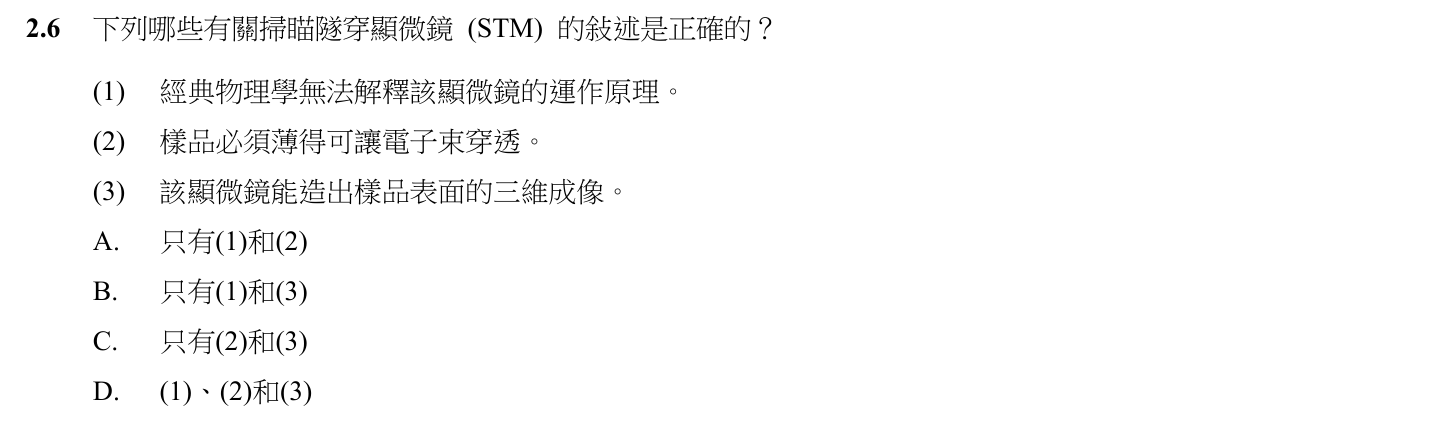 2.6 下列哪些有關掃瞄隧穿顯微鏡 (STM) 的敍述是正確的？
(1) 經典物理學無法解釋該顯微鏡的運作原理。
(2) 樣品必須薄得可讓電子束穿透。
(3) 該顯微鏡能造出樣品表面的三維成像。
A. 只有(1)和(2)
B. 只有(1)和(3)
C. 只有(2)和(3)
D. (1)、(2)和(3)